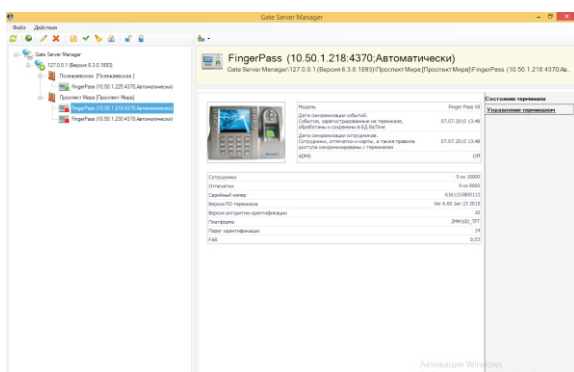 Gate Server Manager
Файл Действия
Gate Server Manager
127.0.0.1 (Версия 6.3.0.1893)
Полежаевская [Полежаевская]
FingerPass (10.50.1.225:4370;Автоматически)
Проспект Мира [Проспект Мира]
FingerPass (10.50.1.218:4370;Автоматически)
FingerPass (10.50.1.230:4370;Автоматически)
FingerPass (10.50.1.218:4370;Автоматически)
Gate Server Manager\127.0.0.1 (Версия 6.3.0.1893)\Проспект Мира [Проспект Мира]\FingerPass (10.50.1.218:4370;Ав...
Состояние терминала
Управление терминалом
Модель Finger Pass
Дата синхронизации событий.
События, зарегистрированные на терминале, обработаны и сохранены в БД BioTime 07.07.2015 13:48
Дата синхронизации сотрудников.
Сотрудники, отпечатки и карты, а также правила доступа синхронизированы с терминалом 07.07.2015 13:48
ADMS Off
Сотрудники 0 из 10000
Отпечатки 0 из 8000
Серийный номер 6161153800113
Версия ПО терминала Ver 6.60 Jan 23 2015
Версия алгоритма идентификации 10
Платформа ZMM100_TFT
Порог идентификации
FAR 0,03
Активация Windows